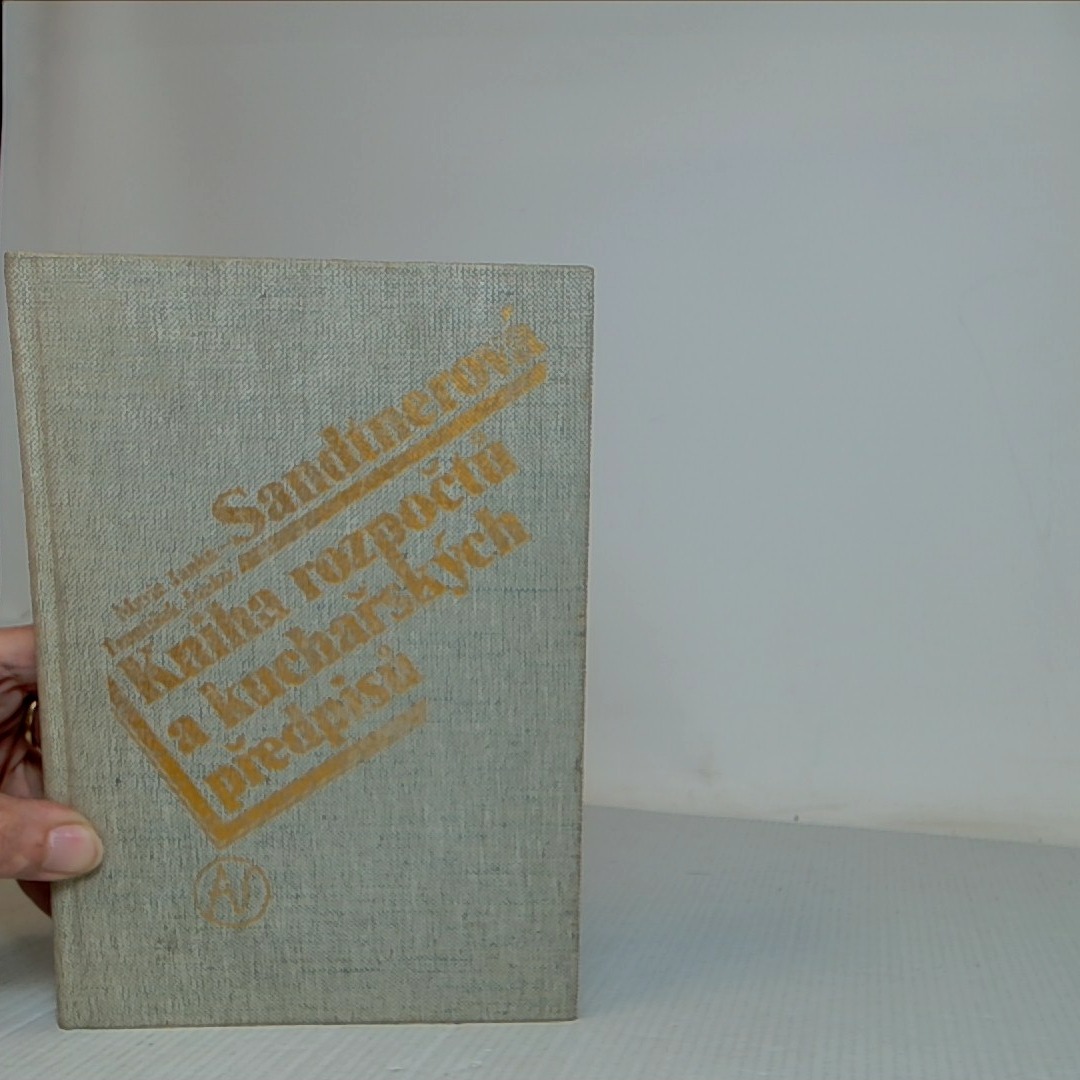 Sandtnerová
Kniha rozpočtů
a kuchařských
předpisů